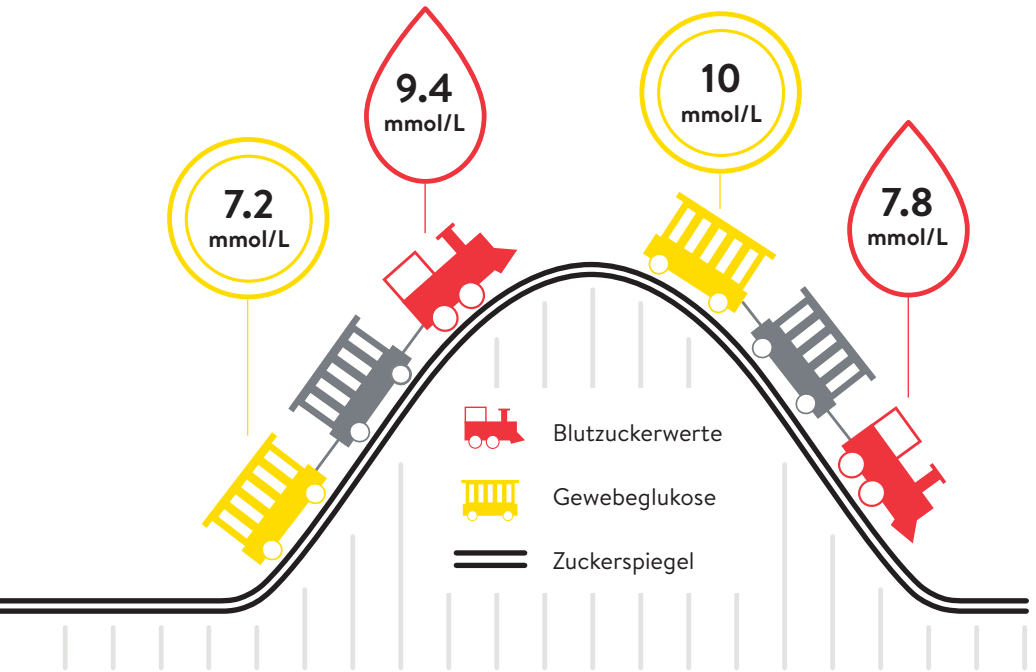 9.4
mmol/L
10
mmol/L
7.2
mmol/L
7.8
mmol/L
Blutzuckerwerte
Gewebeglukose
Zuckerspiegel